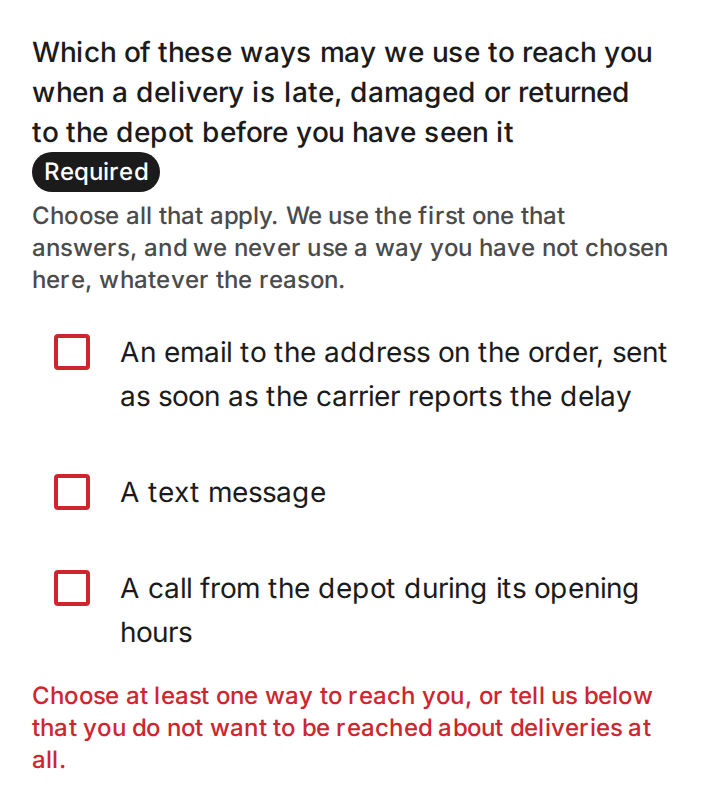 Which of these ways may we use to reach you
when a delivery is late, damaged or returned
to the depot before you have seen it
Required
Choose all that apply. We use the first one that
answers, and we never use a way you have not chosen
here, whatever the reason.
An email to the address on the order, sent
as soon as the carrier reports the delay
A text message
A call from the depot during its opening
hours
Choose at least one way to reach you, or tell us below
that you do not want to be reached about deliveries at
all.